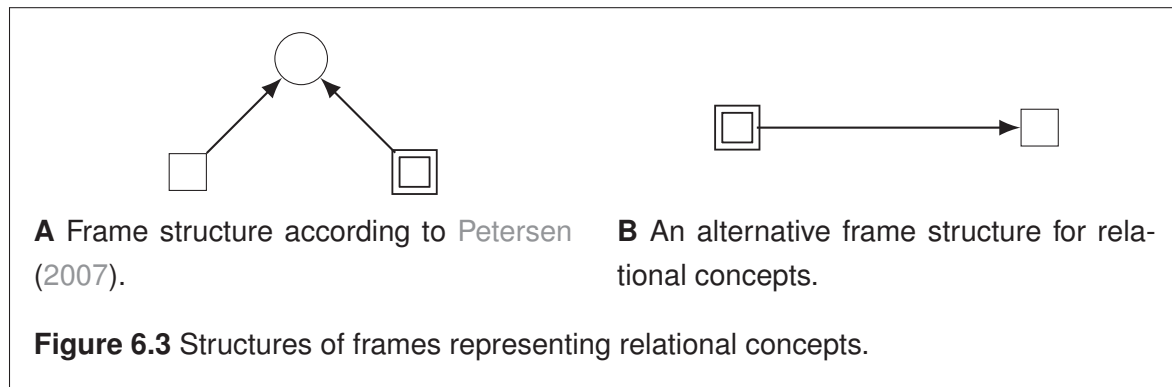 A Frame structure according to Petersen
(2007).
B An alternative frame structure for rela-
tional concepts.
Figure 6.3 Structures of frames representing relational concepts.